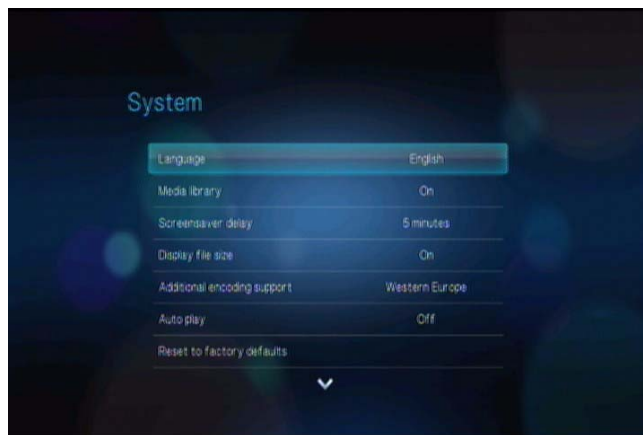 System
Language English
Media library On
Screensaver delay 5 minutes
Display file size On
Additional encoding support Western Europe
Auto play Off
Reset to factory defaults